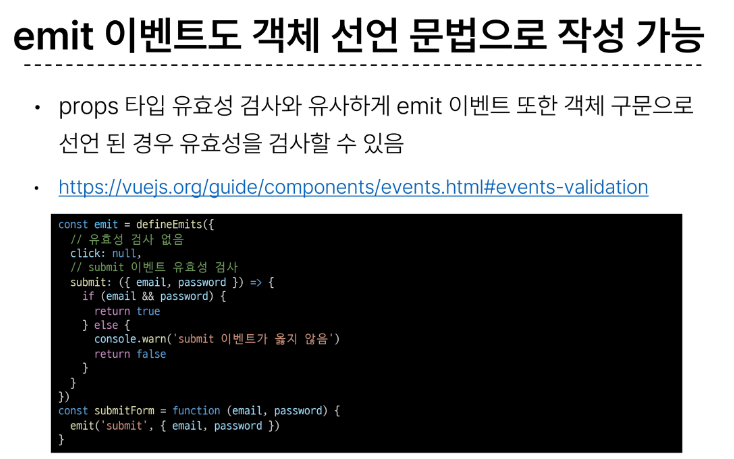 emit 이벤트도 객체 선언 문법으로 작성 가능
• props 타입 유효성 검사와 유사하게 emit 이벤트 또한 객체 구문으로
선언 된 경우 유효성을 검사할 수 있음
• https://vuejs.org/guide/components/events.html#events-validation
const emit = defineEmits({
  // 유효성 검사 없음
  click: null,
  // submit 이벤트 유효성 검사
  submit: ({ email, password }) => {
    if (email && password) {
      return true
    } else {
      console.warn('submit 이벤트가 옳지 않음')
      return false
    }
  }
})
const submitForm = function (email, password) {
  emit('submit', { email, password })
}